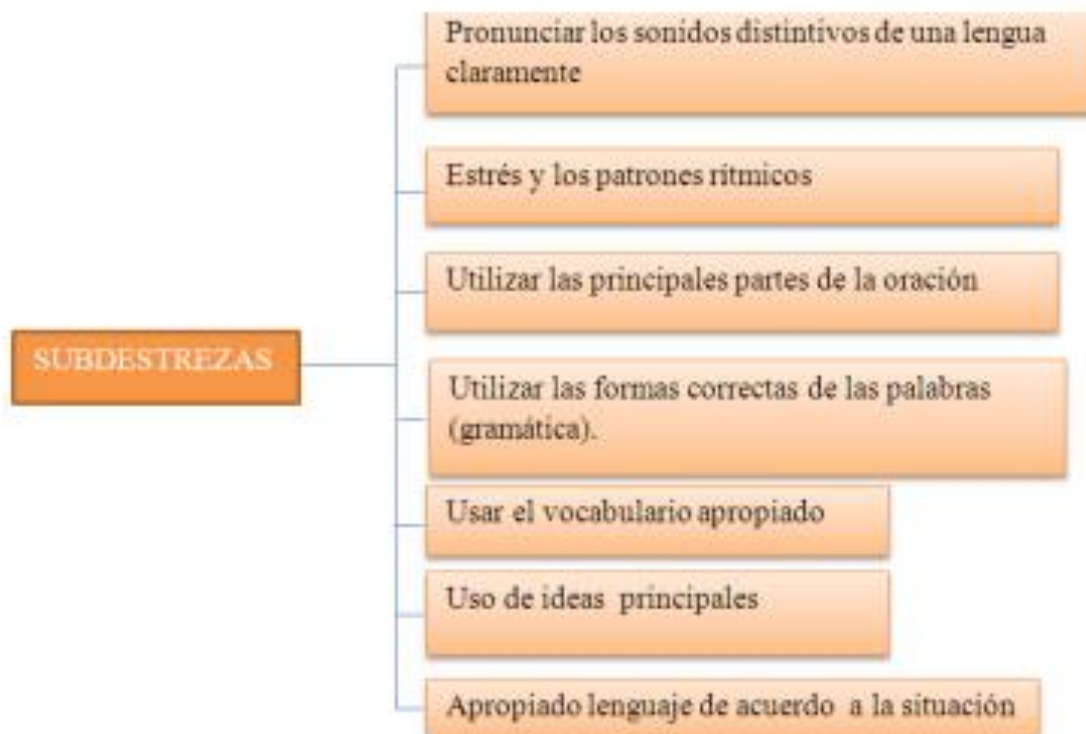 Pronunciar los sonidos distintivos de una lengua
claramente
Estrés y los patrones rítmicos
Utilizar las principales partes de la oración
SUBDESTREZAS
Utilizar las formas correctas de las palabras
(gramática).
Usar el vocabulario apropiado
Uso de ideas principales
Apropiado lenguaje de acuerdo a la situación